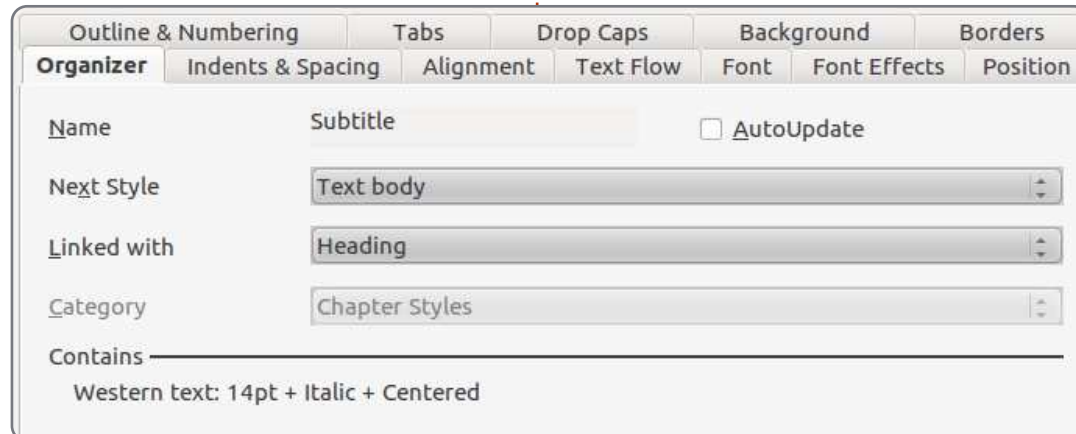 Outline & Numbering Tabs Drop Caps Background Borders
Organizer Indents & Spacing Alignment Text Flow Font Font Effects Position
Name Subtitle AutoUpdate
Next Style Text body
Linked with Heading
Category Chapter Styles
Contains
Western text: 14pt + Italic + Centered